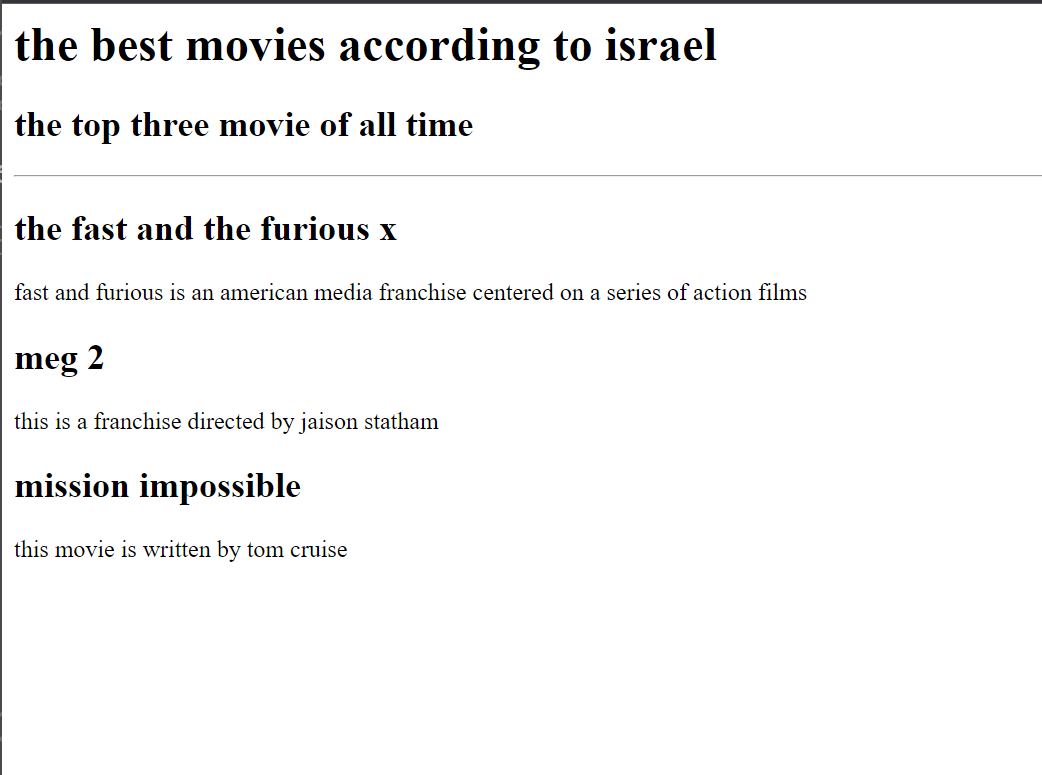 the best movies according to israel
the top three movie of all time
the fast and the furious x
fast and furious is an american media franchise centered on a series of action films
meg 2
this is a franchise directed by jaison statham
mission impossible
this movie is written by tom cruise